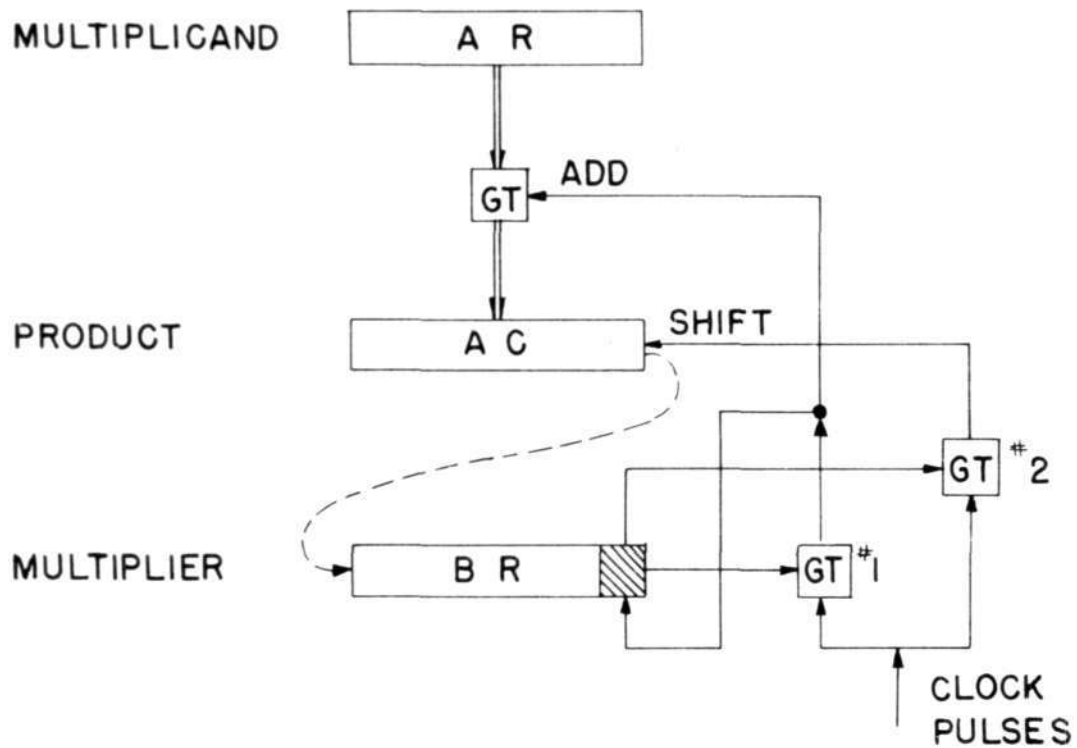 MULTIPLICAND
A R
GT
ADD
PRODUCT
A C
SHIFT
GT #2
MULTIPLIER
B R
GT #1
CLOCK
PULSES